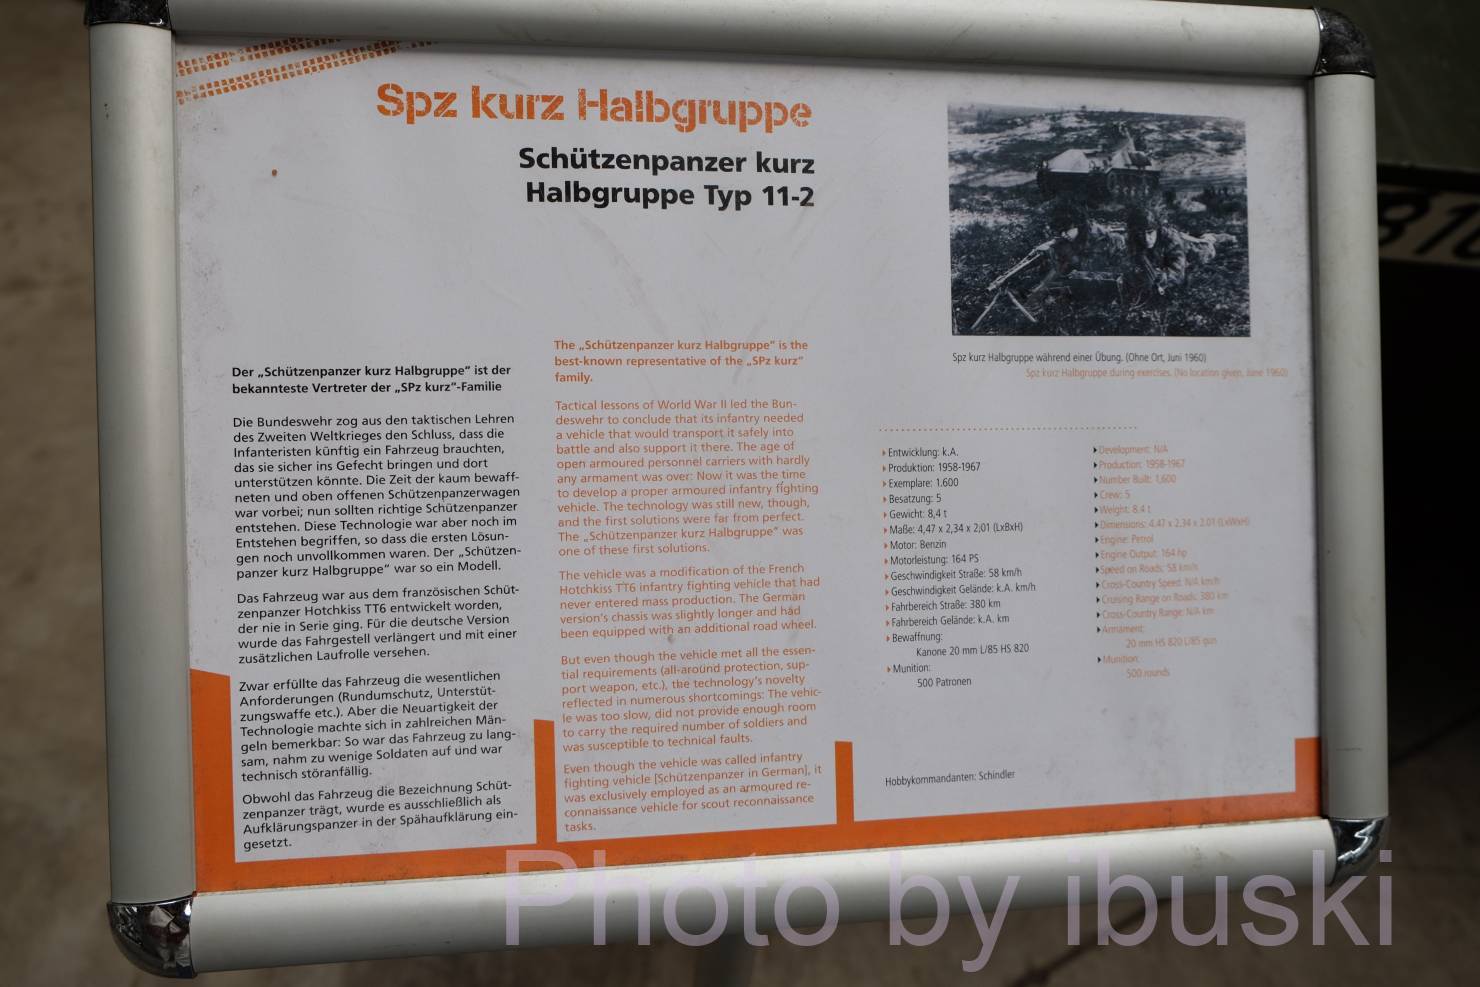 Spz kurz Halbgruppe
Schützenpanzer kurz
Halbgruppe Typ 11-2
Der „Schützenpanzer kurz Halbgruppe“ ist der
bekannteste Vertreter der „SPz kurz“-Familie
Die Bundeswehr zog aus den taktischen Lehren
des Zweiten Weltkrieges den Schluss, dass die
Infanteristen künftig ein Fahrzeug brauchten,
das sie sicher ins Gefecht bringen und dort
unterstützen könnte. Die Zeit der kaum bewaff-
neten und oben offenen Schützenpanzerwagen
war vorbei; nun sollten richtige Schützenpanzer
entstehen. Diese Technologie war aber noch im
Entstehen begriffen, so dass die ersten Lösun-
gen noch unvollkommen waren. Der „Schützen-
panzer kurz Halbgruppe“ war so ein Modell.
Das Fahrzeug war aus dem französischen Schüt-
zenpanzer Hotchkiss TT6 entwickelt worden,
der nie in Serie ging. Für die deutsche Version
wurde das Fahrgestell verlängert und mit einer
zusätzlichen Laufrolle versehen.
Zwar erfüllte das Fahrzeug die wesentlichen
Anforderungen (Rundumschutz, Unterstüt-
zungswaffe etc.). Aber die Neuartigkeit der
Technologie machte sich in zahlreichen Män-
geln bemerkbar: So war das Fahrzeug zu lang-
sam, nahm zu wenige Soldaten auf und war
technisch störanfällig.
Obwohl das Fahrzeug die Bezeichnung Schüt-
zenpanzer trägt, wurde es ausschließlich als
Aufklärungspanzer in der Spähaufklärung ein-
gesetzt.
The „Schützenpanzer kurz Halbgruppe“ is the
best-known representative of the „SPz kurz“
family.
Tactical lessons of World War II led the Bun-
deswehr to conclude that its infantry needed
a vehicle that would transport it safely into
battle and also support it there. The age of
open armoured personnel carriers with hardly
any armament was over: Now it was the time
to develop a proper armoured infantry fighting
vehicle. The technology was still new, though,
and the first solutions were far from perfect.
The „Schützenpanzer kurz Halbgruppe“ was
one of these first solutions.
The vehicle was a modification of the French
Hotchkiss TT6 infantry fighting vehicle that had
never entered mass production. The German
version's chassis was slightly longer and had
been equipped with an additional road wheel.
But even though the vehicle met all the essen-
tial requirements (all-around protection, sup-
port weapon, etc.), the technology's novelty
reflected in numerous shortcomings: The vehic-
le was too slow, did not provide enough room
to carry the required number of soldiers and
was susceptible to technical faults.
Even though the vehicle was called infantry
fighting vehicle [Schützenpanzer in German], it
was exclusively employed as an armoured re-
connaissance vehicle for scout reconnaissance
tasks.
Spz kurz Halbgruppe während einer Übung. (Ohne Ort, Juni 1960)
Spz kurz Halbgruppe during exercises. (No location given, June 1960)
Entwicklung: k.A.
Produktion: 1958-1967
Exemplare: 1.600
Besatzung: 5
Gewicht: 8,4 t
Maße: 4,47 x 2,34 x 2,01 (LxBxH)
Motor: Benzin
Motorleistung: 164 PS
Geschwindigkeit Straße: 58 km/h
Geschwindigkeit Gelände: k.A. km/h
Fahrbereich Straße: 380 km
Fahrbereich Gelände: k.A. km
Bewaffnung:
Kanone 20 mm L/85 HS 820
Munition:
500 Patronen
Development: N/A
Production: 1958-1967
Number Built: 1,600
Crew: 5
Weight: 8.4 t
Dimensions: 4.47 x 2.34 x 2.01 (LxWxH)
Engine: Petrol
Engine Output: 164 hp
Speed on Roads: 58 km/h
Cross-Country Speed: N/A km/h
Cruising Range on Roads: 380 km
Cross-Country Range: N/A km
Armament:
20 mm HS 820 L/85 gun
Munition:
500 rounds
Hobbykommandanten: Schindler
Photo by ibuski